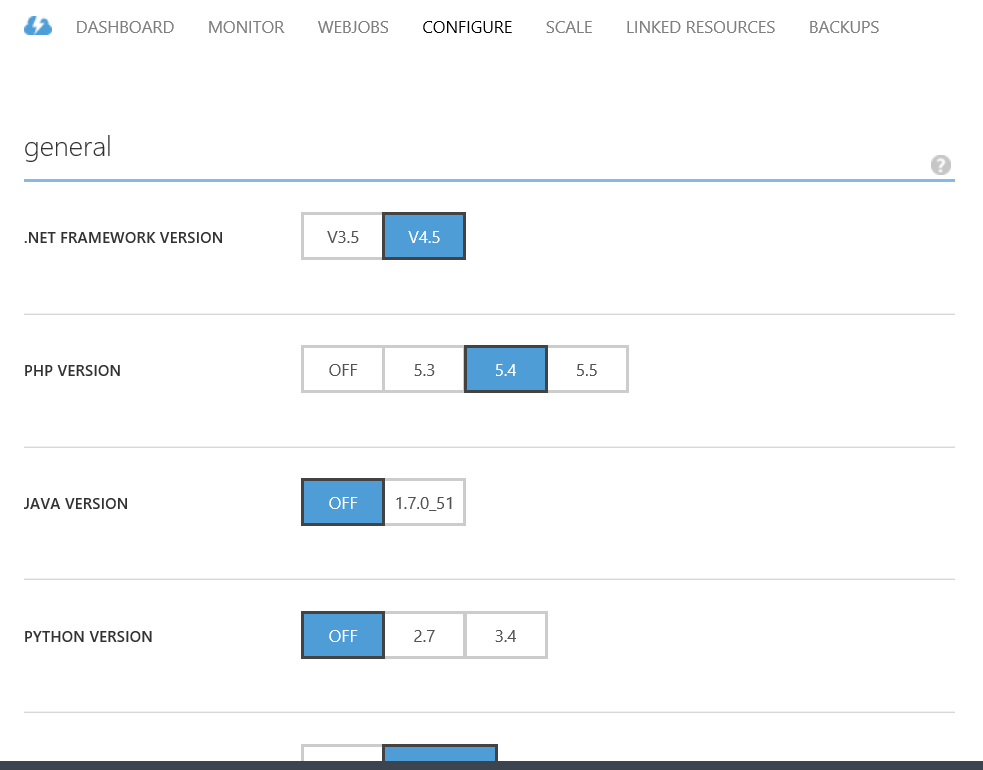 DASHBOARD MONITOR WEBJOBS CONFIGURE SCALE LINKED RESOURCES BACKUPS
general
?
.NET FRAMEWORK VERSION V3.5 V4.5
PHP VERSION OFF 5.3 5.4 5.5
JAVA VERSION OFF 1.7.0_51
PYTHON VERSION OFF 2.7 3.4